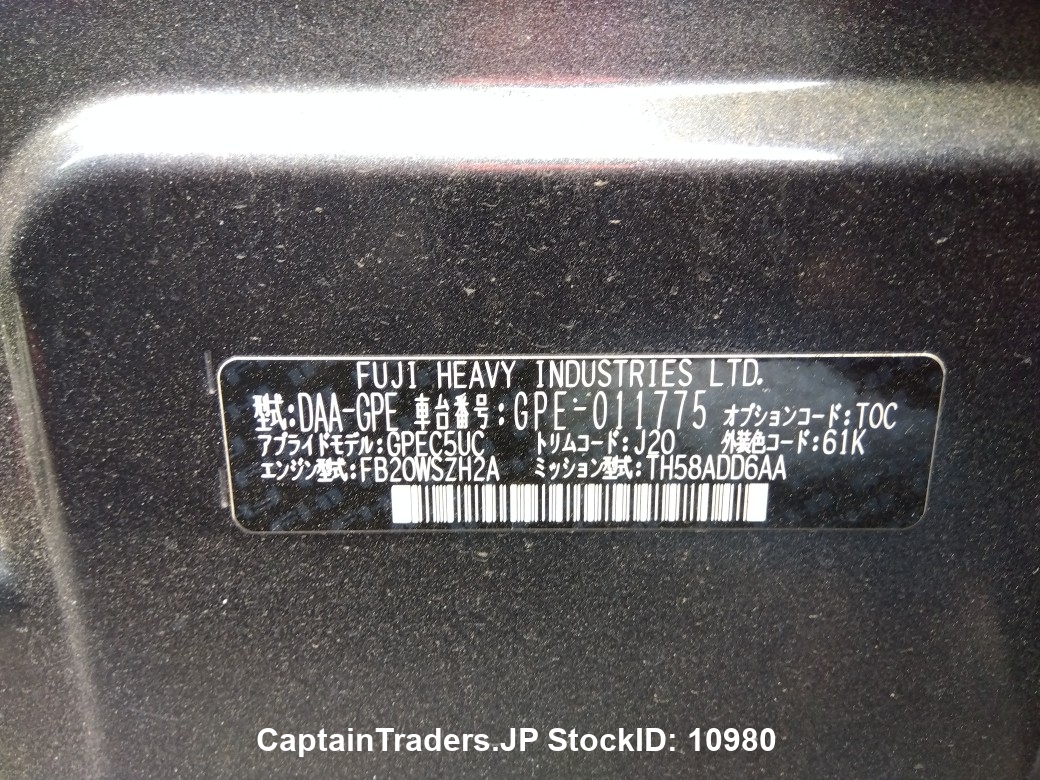 FUJI HEAVY INDUSTRIES LTD.
型式:DAA-GPE 車台番号:GPE-011775 オプションコード:TOC
アプライドモデル:GPEC5UC トリムコード:J20 外装色コード:61K
エンジン型式:FB20WSZH2A ミッション型式:TH58ADD6AA
CaptainTraders.JP StockID: 10980